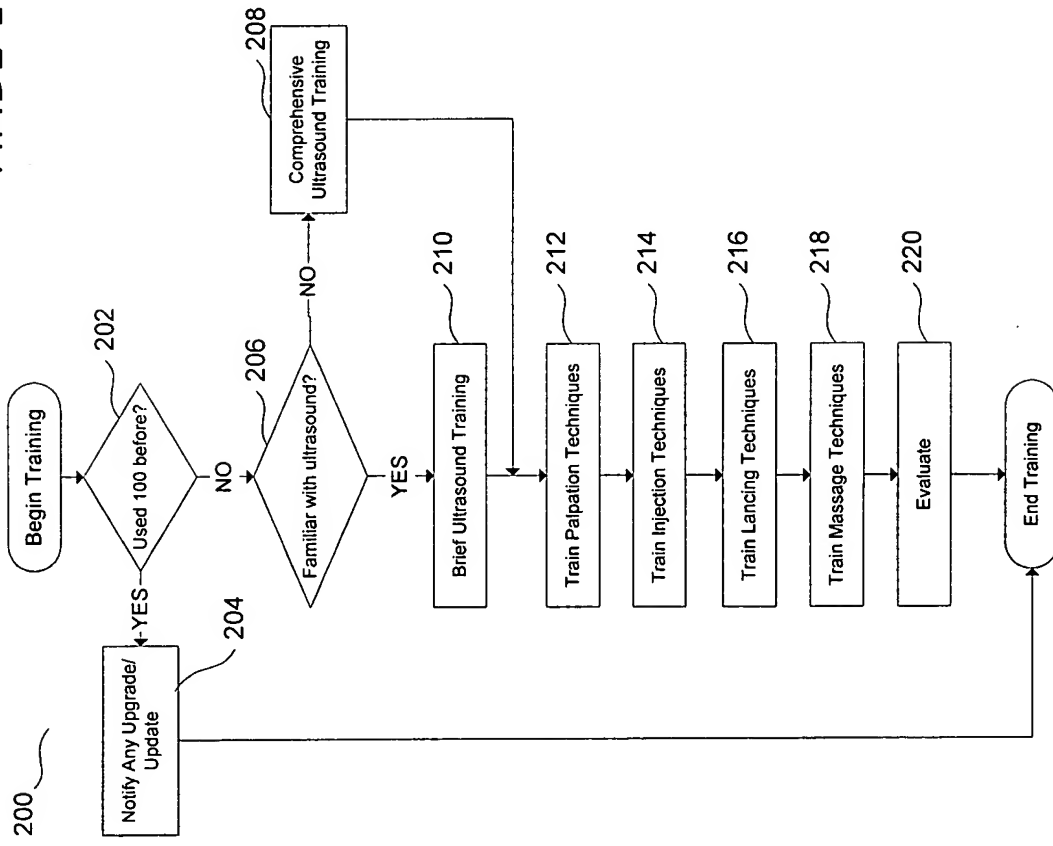 200
Begin Training
202
Used 100 before?
YES
NO
204
Notify Any Upgrade/
Update
206
Familiar with ultrasound?
NO
YES
208
Comprehensive
Ultrasound Training
210
Brief Ultrasound Training
212
Train Palpation Techniques
214
Train Injection Techniques
216
Train Lancing Techniques
218
Train Massage Techniques
220
Evaluate
End Training